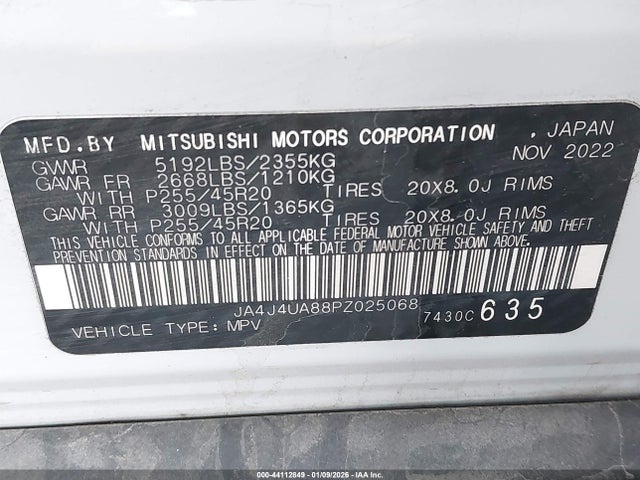 MFD.BY MITSUBISHI MOTORS CORPORATION . JAPAN
GVWR 5192LBS/2355KG NOV 2022
GAWR FR 2668LBS/1210KG
WITH P255/45R20 TIRES 20X8.0J RIMS
GAWR RR 3009LBS/1365KG
WITH P255/45R20 TIRES 20X8.0J RIMS
THIS VEHICLE CONFORMS TO ALL APPLICABLE FEDERAL MOTOR VEHICLE SAFETY AND THEFT
PREVENTION STANDARDS IN EFFECT ON THE DATE OF MANUFACTURE SHOWN ABOVE.
JA4J4UA88PZ025068
VEHICLE TYPE: MPV 7430C 635
000-44112849 | 01/09/2026 | IAA Inc.